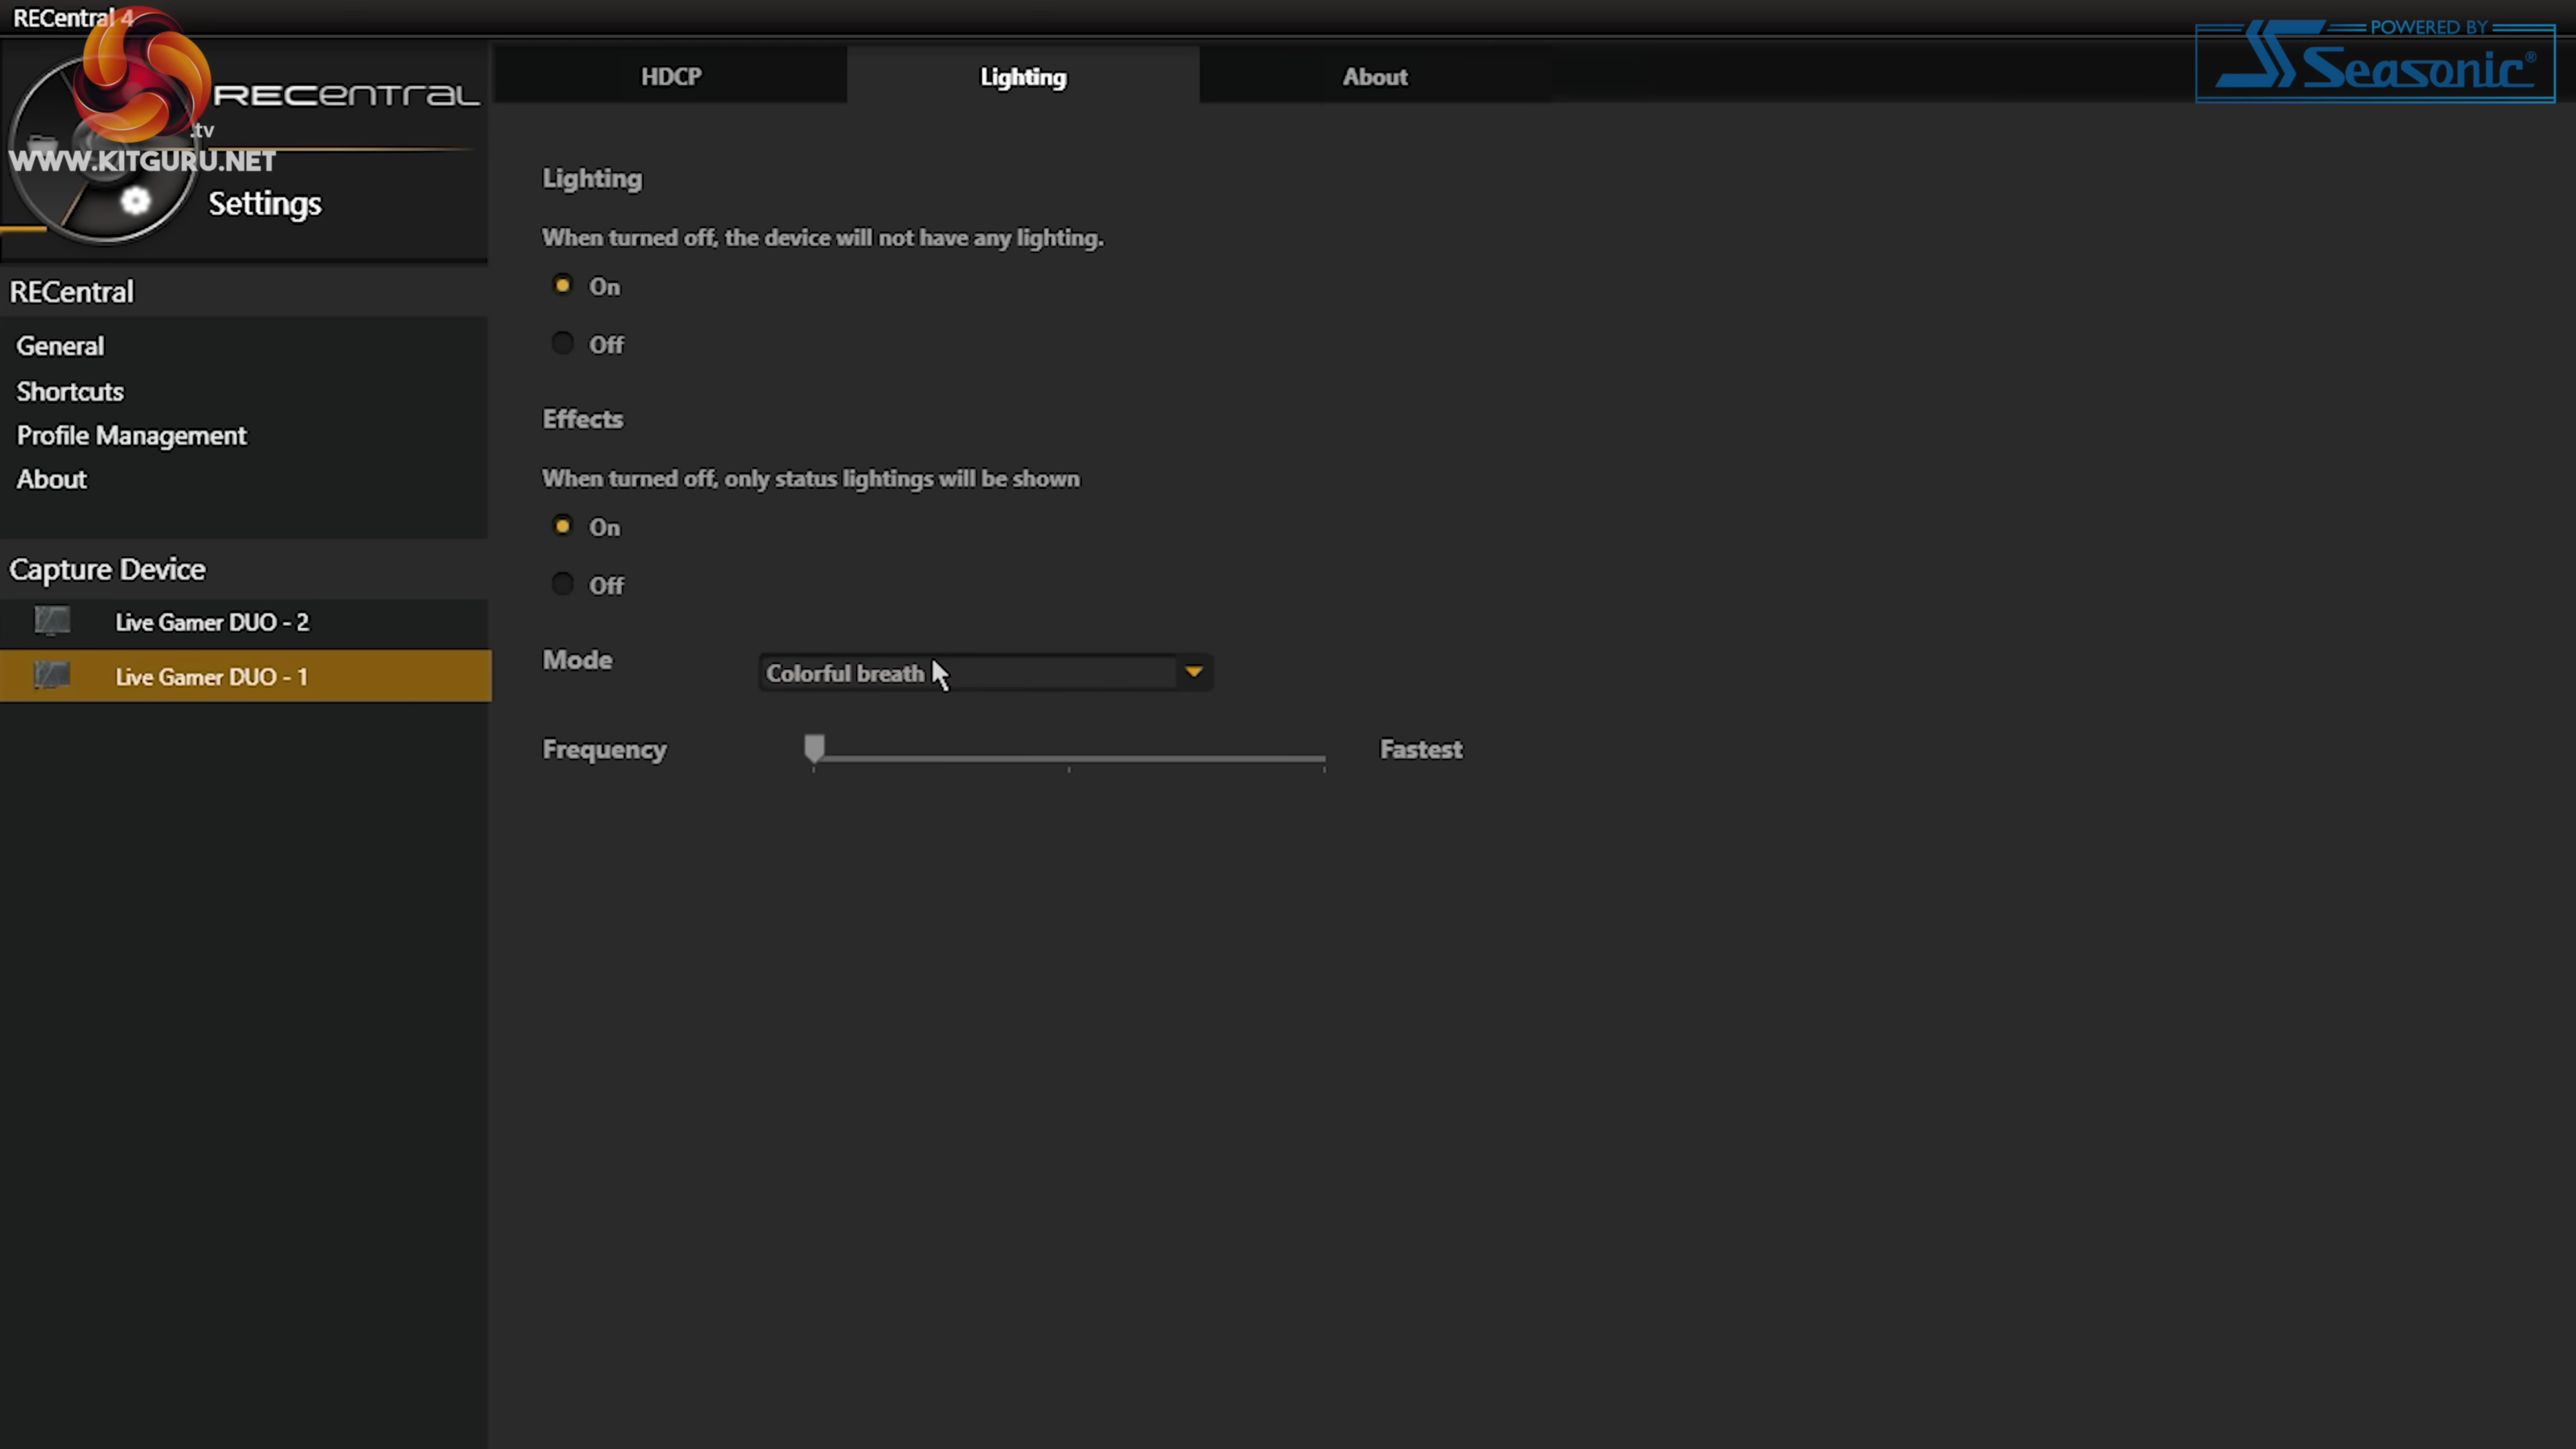 RECentral 4
POWERED BY
Seasonic®
RECentral
.tv
WWW.KITGURU.NET
Settings
HDCP
Lighting
About
RECentral
General
Shortcuts
Profile Management
About
Capture Device
Live Gamer DUO - 2
Live Gamer DUO - 1
Lighting
When turned off, the device will not have any lighting.
On
Off
Effects
When turned off, only status lightings will be shown
On
Off
Mode
Colorful breath
Frequency
Fastest